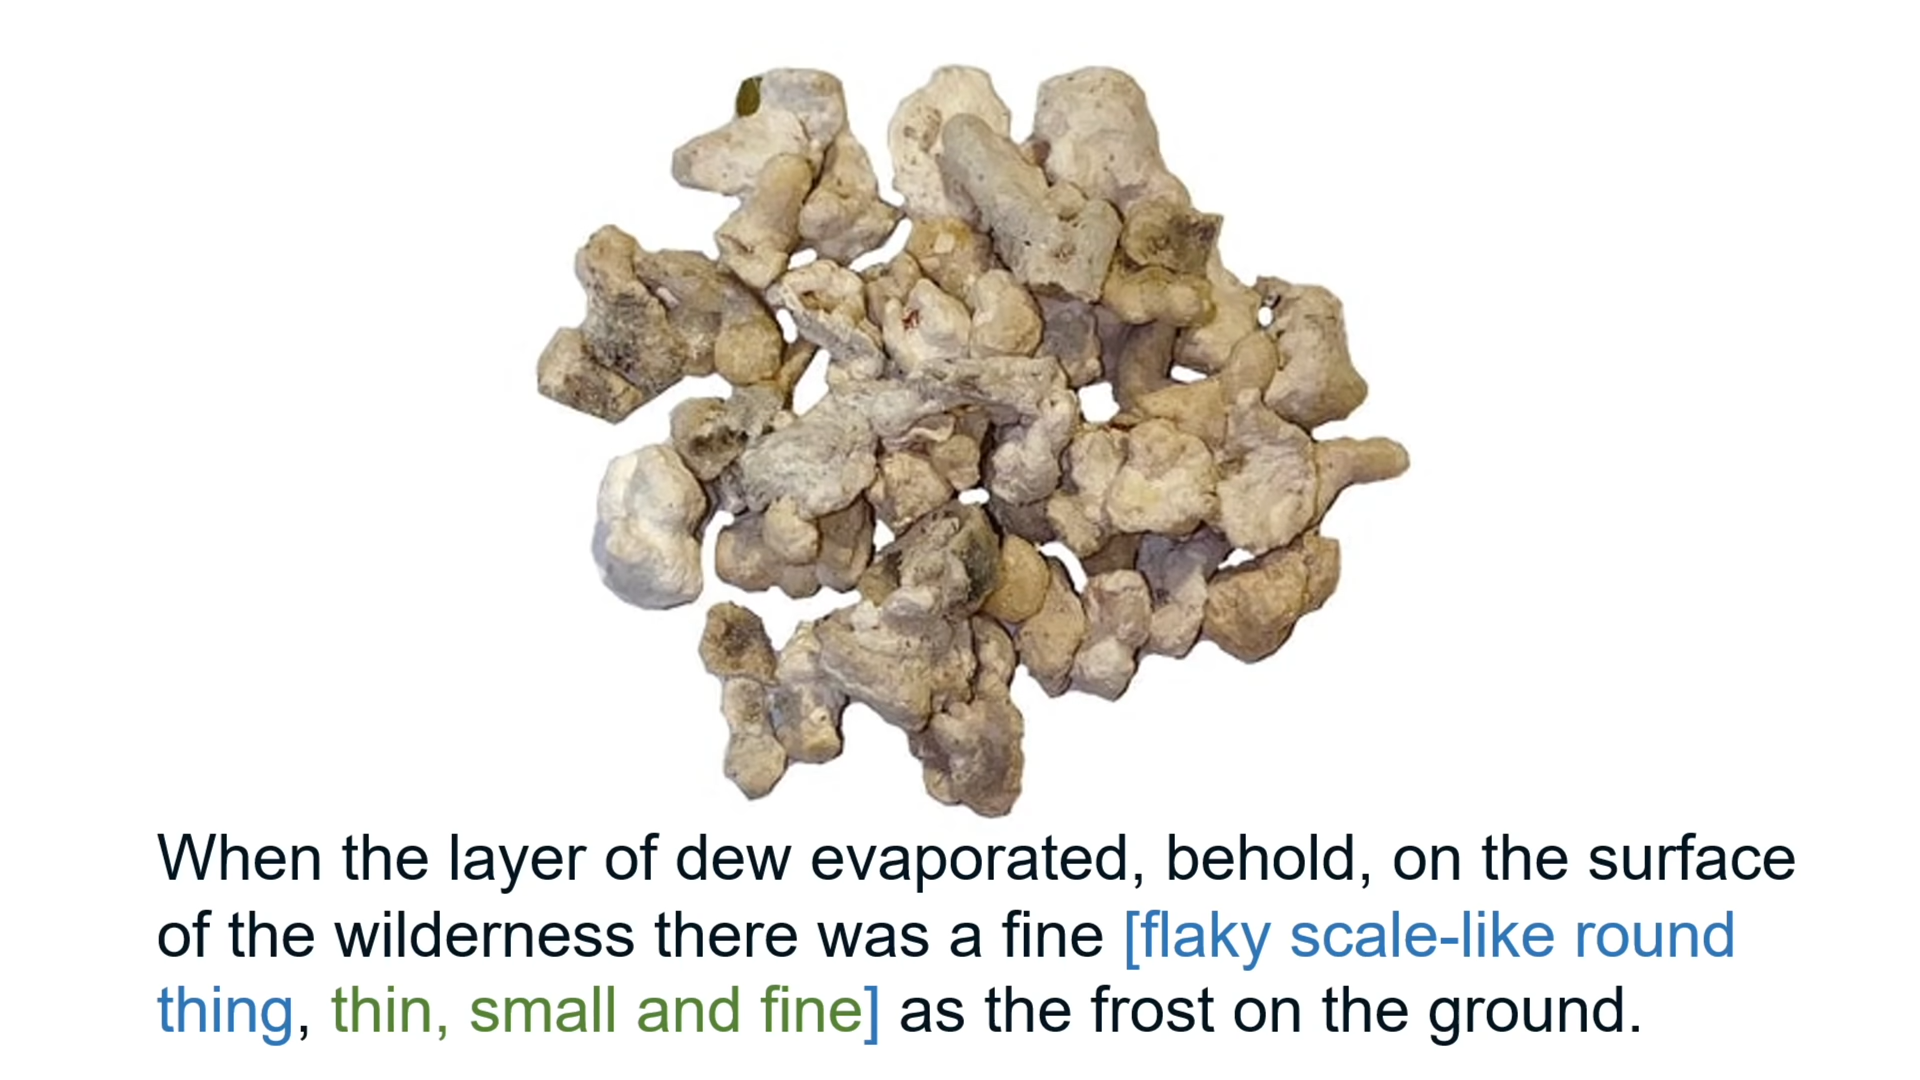 When the layer of dew evaporated, behold, on the surface
of the wilderness there was a fine [flaky scale-like round
thing, thin, small and fine] as the frost on the ground.